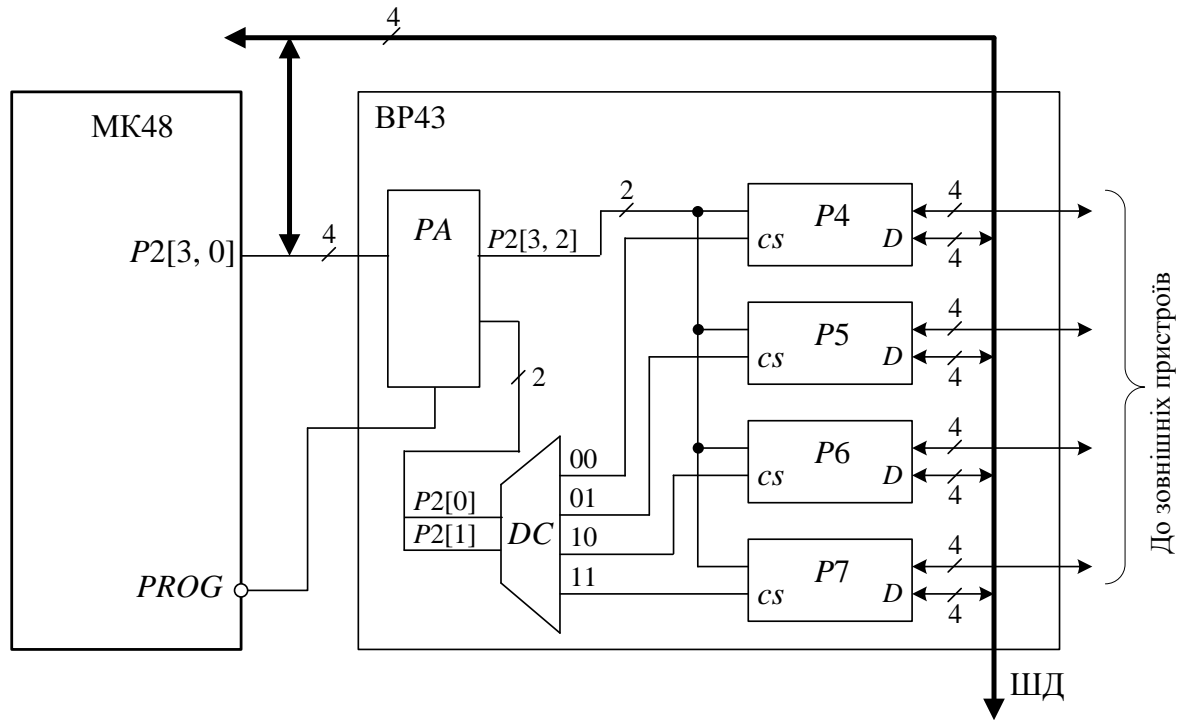 4
МК48
ВР43
P2[3, 0]
4
PA
P2[3, 2]
2
2
P4
cs
D
4
4
P5
cs
D
4
4
P6
cs
D
4
4
P7
cs
D
4
4
00
01
10
11
P2[0]
P2[1]
DC
PROG
До зовнішніх пристроїв
ШД